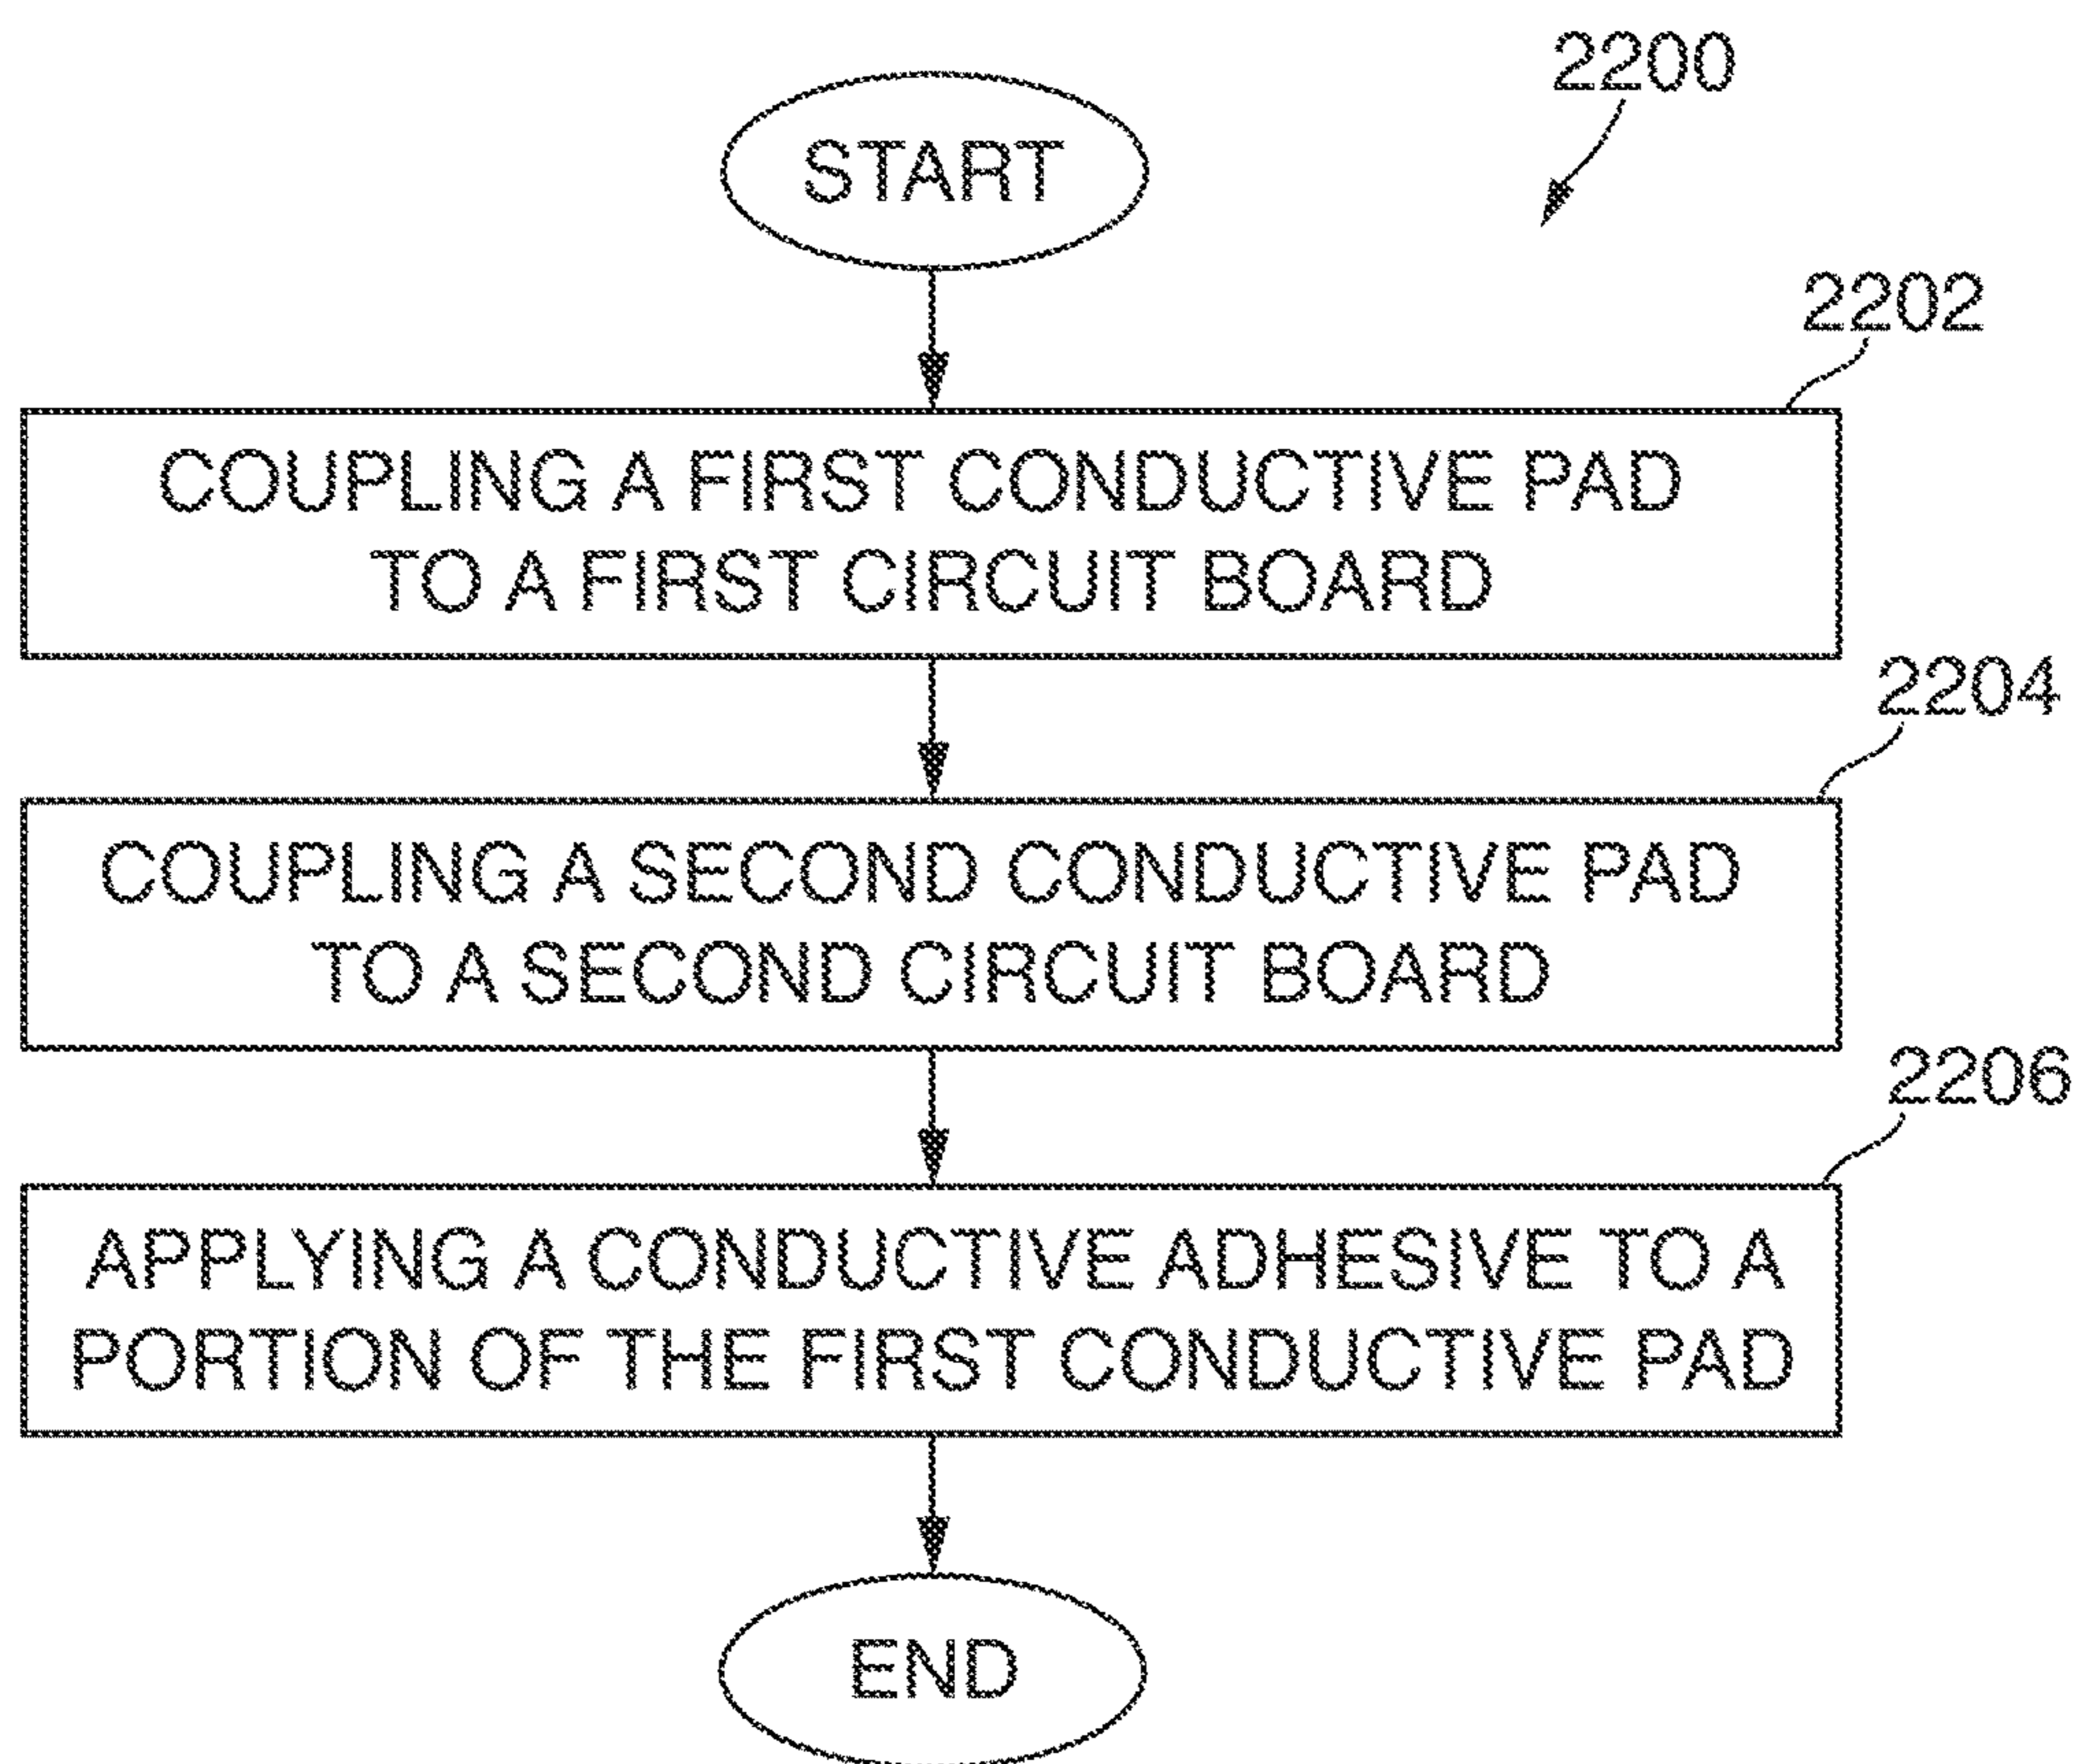 2200
START
2202
COUPLING A FIRST CONDUCTIVE PAD
TO A FIRST CIRCUIT BOARD
2204
COUPLING A SECOND CONDUCTIVE PAD
TO A SECOND CIRCUIT BOARD
2206
APPLYING A CONDUCTIVE ADHESIVE TO A
PORTION OF THE FIRST CONDUCTIVE PAD
END